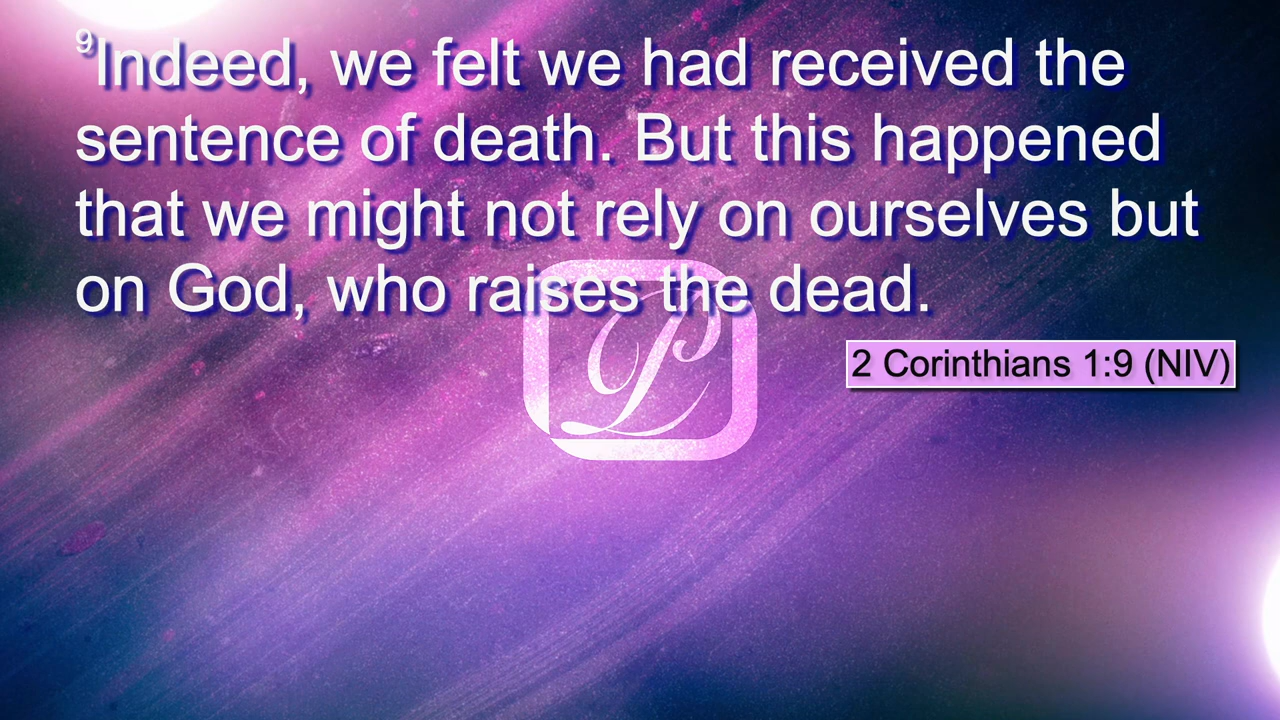 9Indeed, we felt we had received the
sentence of death. But this happened
that we might not rely on ourselves but
on God, who raises the dead.
2 Corinthians 1:9 (NIV)